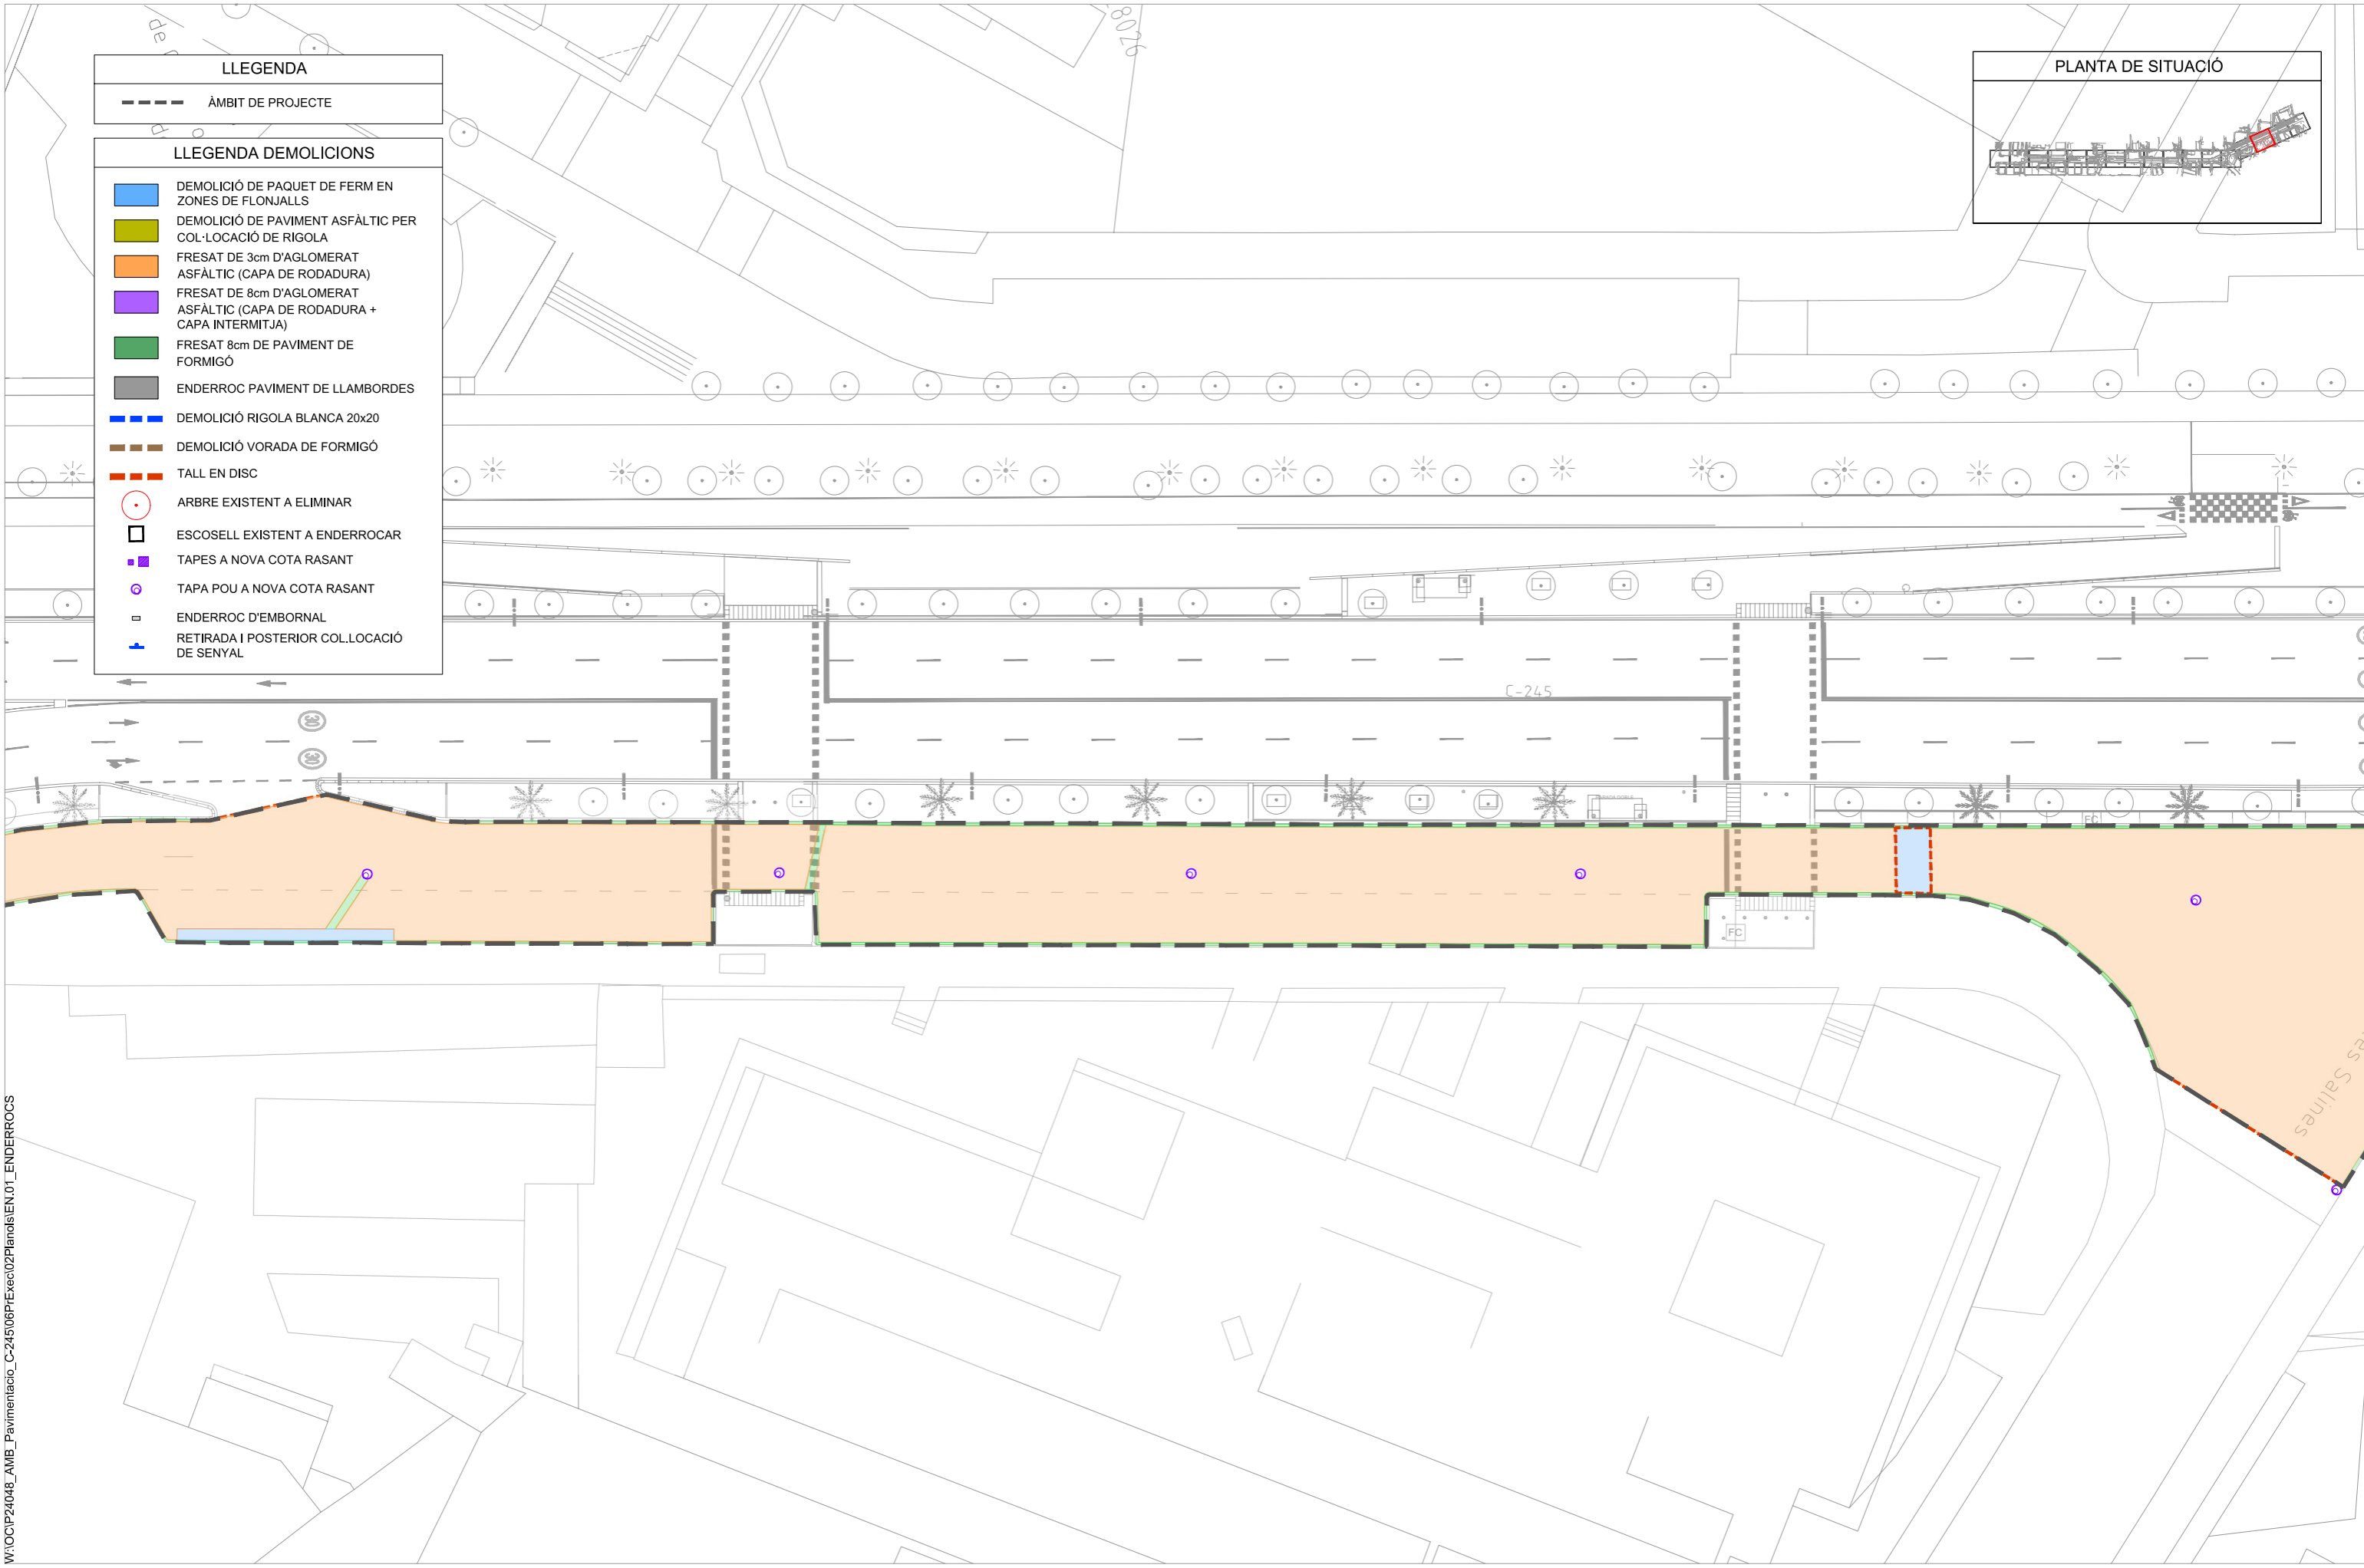 LLEGENDA
ÀMBIT DE PROJECTE
LLEGENDA DEMOLICIONS
DEMOLICIÓ DE PAQUET DE FERM EN
ZONES DE FLONJALLS
DEMOLICIÓ DE PAVIMENT ASFÀLTIC PER
COL·LOCACIÓ DE RIGOLA
FRESAT DE 3cm D'AGLOMERAT
ASFÀLTIC (CAPA DE RODADURA)
FRESAT DE 8cm D'AGLOMERAT
ASFÀLTIC (CAPA DE RODADURA +
CAPA INTERMITJA)
FRESAT 8cm DE PAVIMENT DE
FORMIGÓ
ENDERROC PAVIMENT DE LLAMBORDES
DEMOLICIÓ RIGOLA BLANCA 20x20
DEMOLICIÓ VORADA DE FORMIGÓ
TALL EN DISC
ARBRE EXISTENT A ELIMINAR
ESCOSELL EXISTENT A ENDERROCAR
TAPES A NOVA COTA RASANT
TAPA POU A NOVA COTA RASANT
ENDERROC D'EMBORNAL
RETIRADA I POSTERIOR COL.LOCACIÓ
DE SENYAL
PLANTA DE SITUACIÓ
C-245
30
30
FC
FC
Salines
W:\OC\P24048_AMB_Pavimentacio_C-245\06PrExec\02Planols\EN.01_ENDERROCS